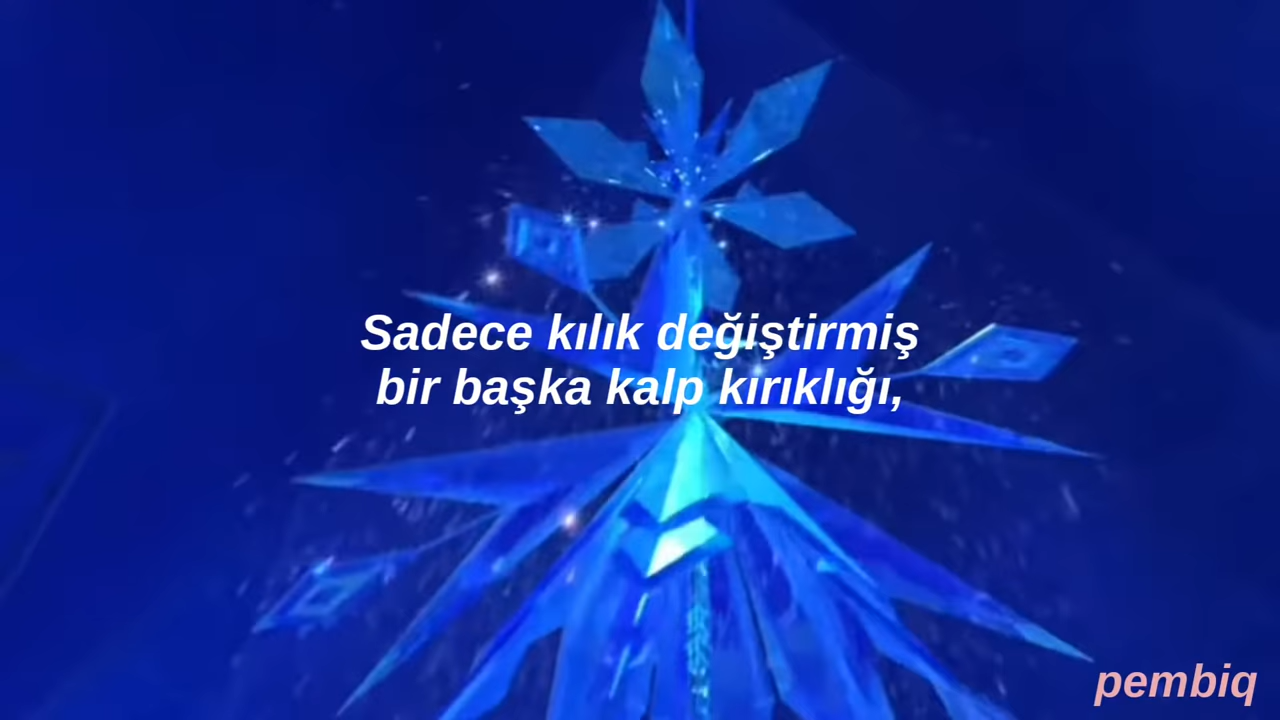 Sadece kılık değiştirmiş
bir başka kalp kırıklığı,
pembiq